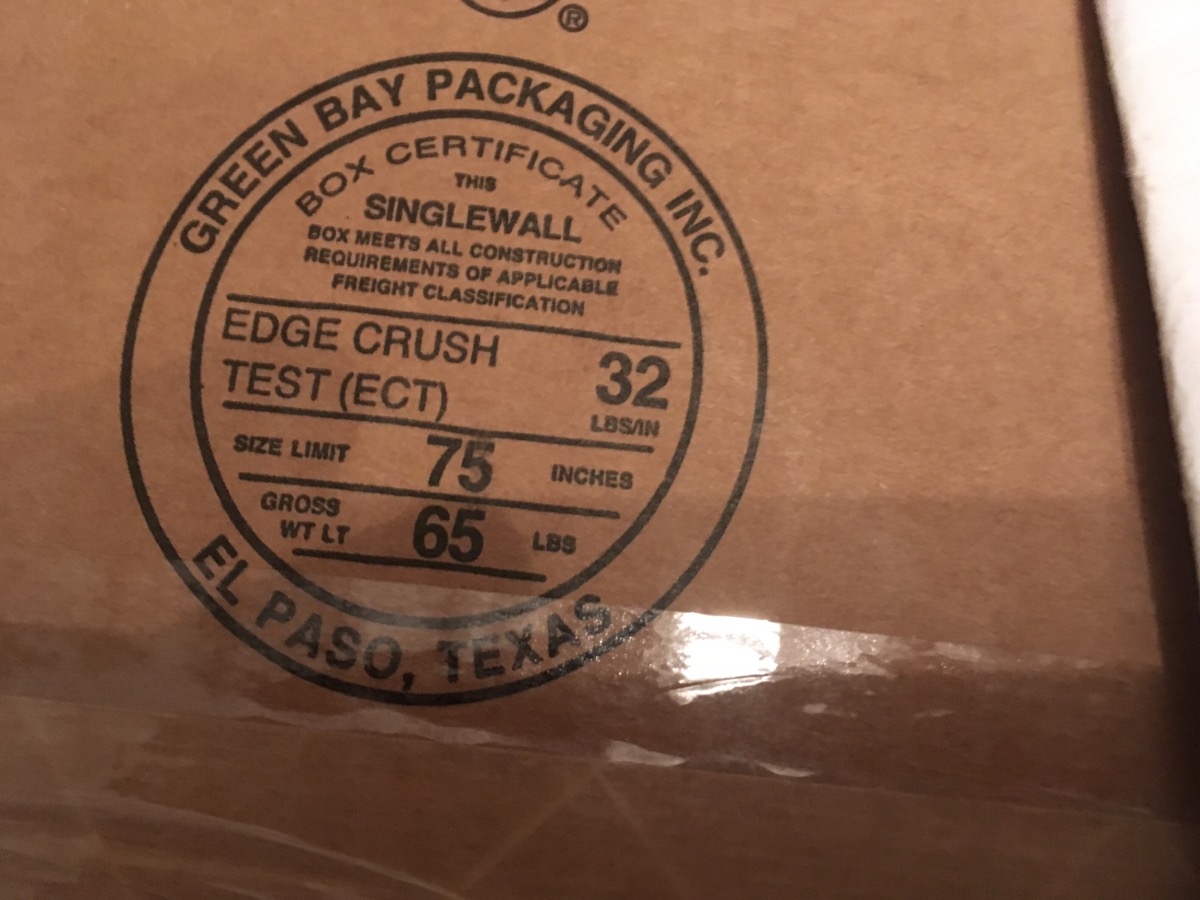 ®
GREEN BAY PACKAGING INC.
BOX CERTIFICATE
THIS
SINGLEWALL
BOX MEETS ALL CONSTRUCTION
REQUIREMENTS OF APPLICABLE
FREIGHT CLASSIFICATION
EDGE CRUSH
TEST (ECT) 32
LBS/IN
SIZE LIMIT 75 INCHES
GROSS
WT LT 65 LBS
EL PASO, TEXAS